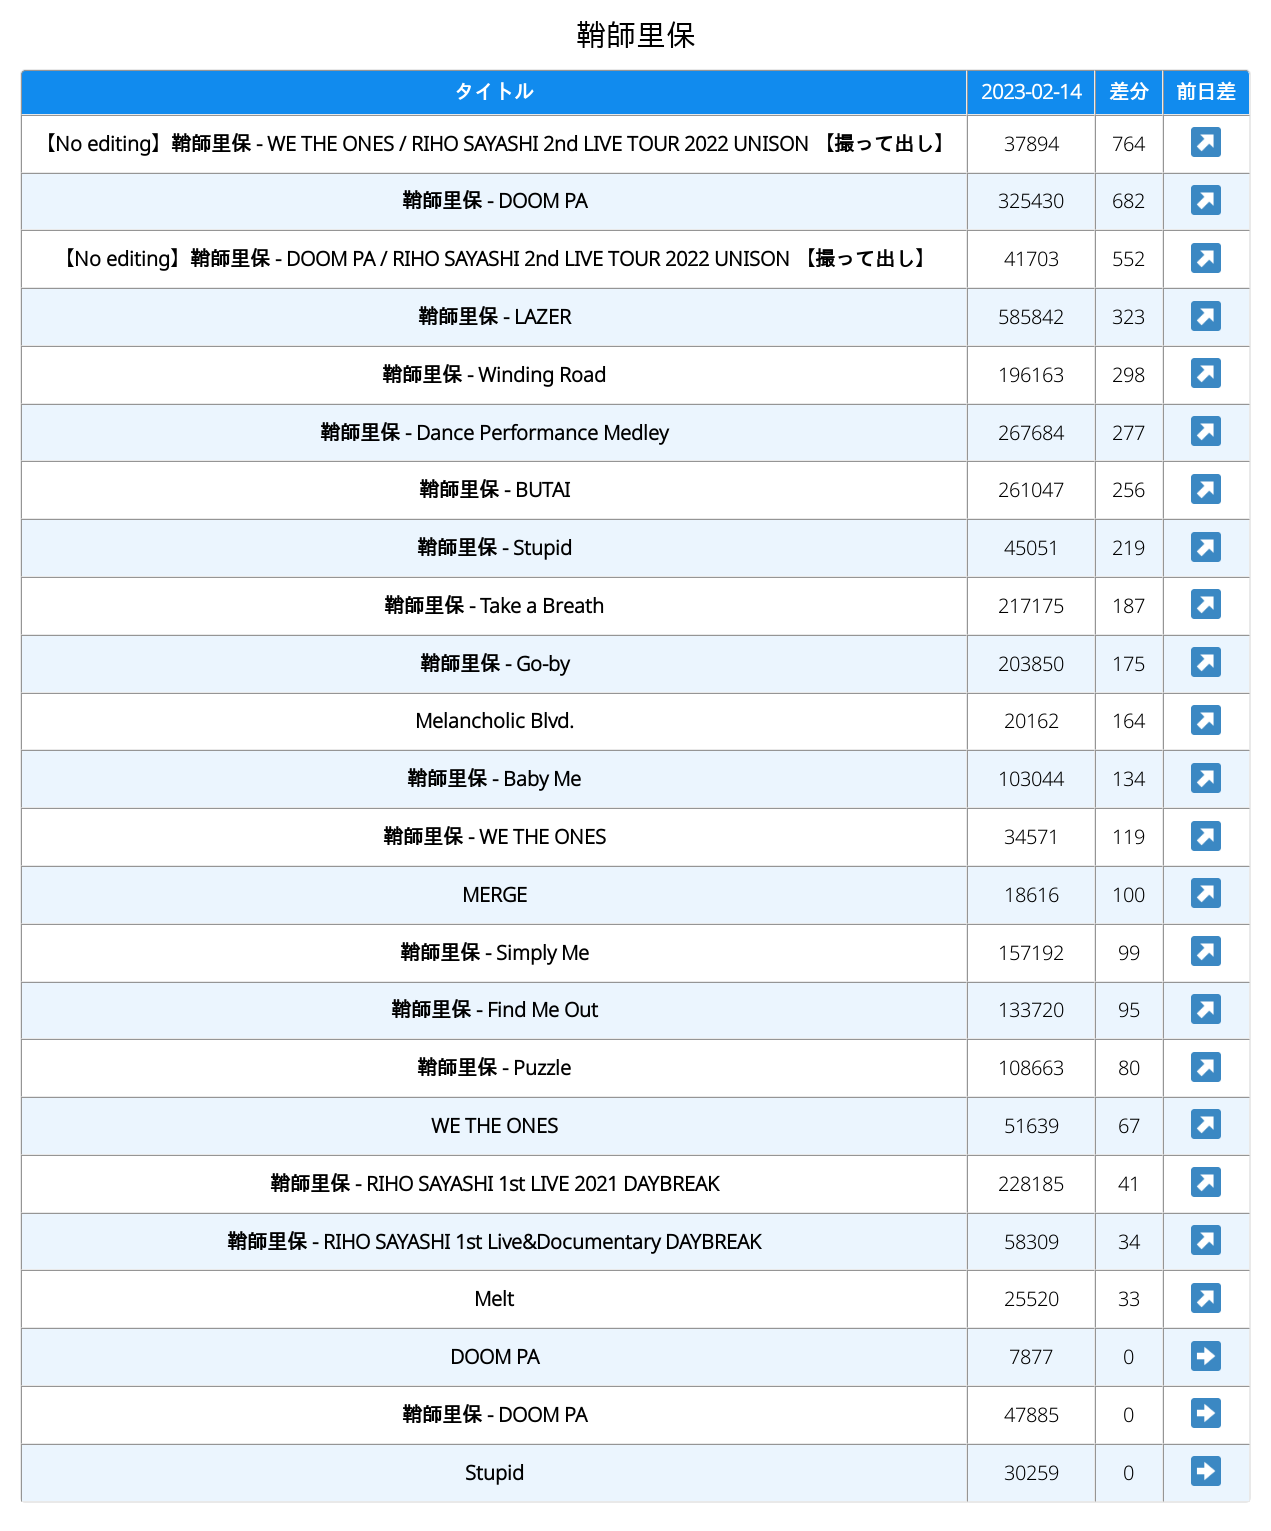 鞘師里保
タイトル 2023-02-14 差分 前日差
【No editing】鞘師里保 - WE THE ONES / RIHO SAYASHI 2nd LIVE TOUR 2022 UNISON 【撮って出し】 37894 764
鞘師里保 - DOOM PA 325430 682
【No editing】鞘師里保 - DOOM PA / RIHO SAYASHI 2nd LIVE TOUR 2022 UNISON 【撮って出し】 41703 552
鞘師里保 - LAZER 585842 323
鞘師里保 - Winding Road 196163 298
鞘師里保 - Dance Performance Medley 267684 277
鞘師里保 - BUTAI 261047 256
鞘師里保 - Stupid 45051 219
鞘師里保 - Take a Breath 217175 187
鞘師里保 - Go-by 203850 175
Melancholic Blvd. 20162 164
鞘師里保 - Baby Me 103044 134
鞘師里保 - WE THE ONES 34571 119
MERGE 18616 100
鞘師里保 - Simply Me 157192 99
鞘師里保 - Find Me Out 133720 95
鞘師里保 - Puzzle 108663 80
WE THE ONES 51639 67
鞘師里保 - RIHO SAYASHI 1st LIVE 2021 DAYBREAK 228185 41
鞘師里保 - RIHO SAYASHI 1st Live&Documentary DAYBREAK 58309 34
Melt 25520 33
DOOM PA 7877 0
鞘師里保 - DOOM PA 47885 0
Stupid 30259 0